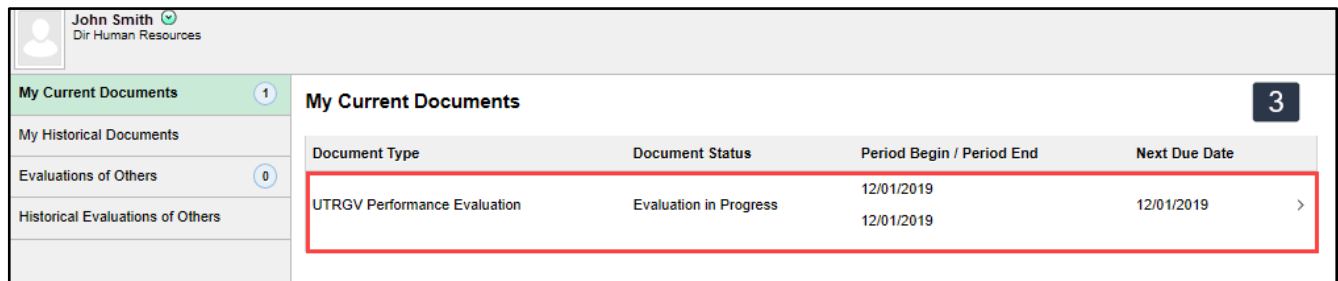 John Smith
Dir Human Resources
My Current Documents 1
My Historical Documents
Evaluations of Others 0
Historical Evaluations of Others
My Current Documents 3
Document Type Document Status Period Begin / Period End Next Due Date
UTRGV Performance Evaluation Evaluation in Progress 12/01/2019 12/01/2019 12/01/2019